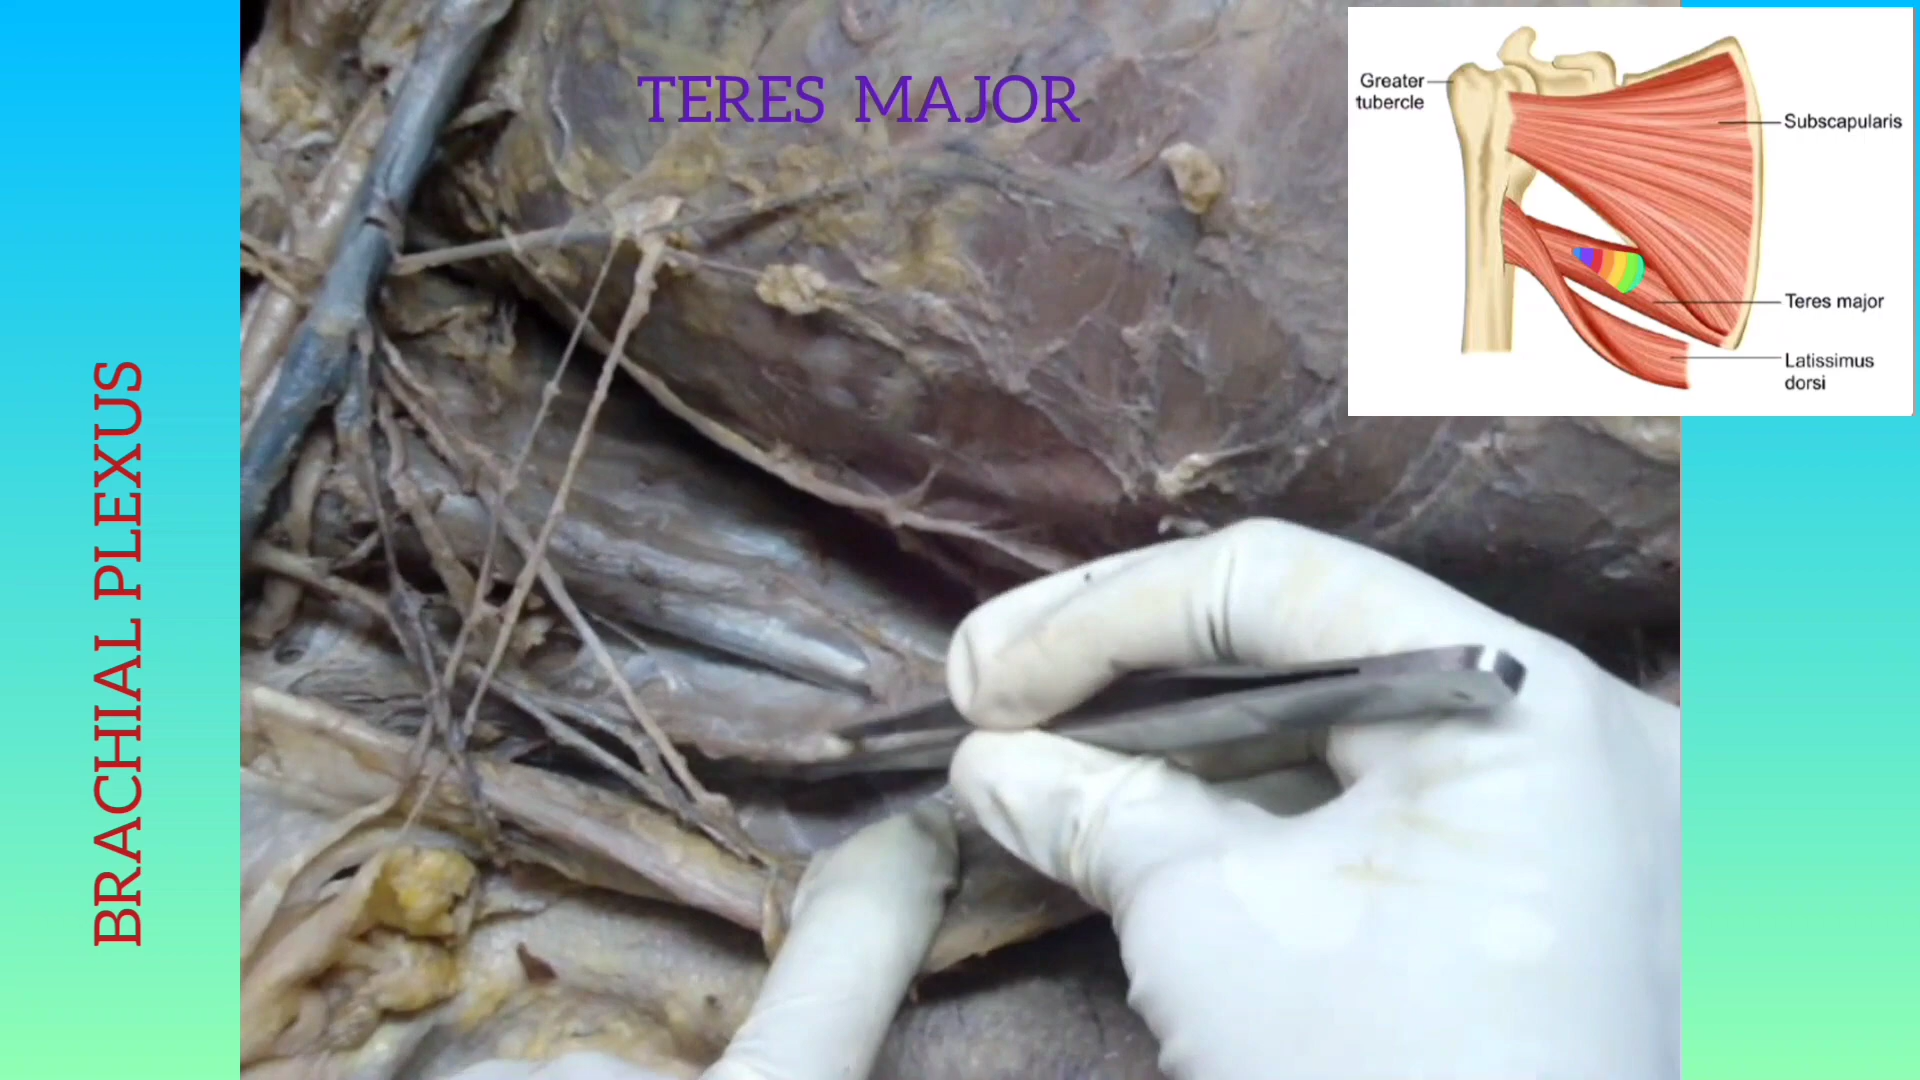 BRACHIAL PLEXUS
TERES MAJOR
Greater
tubercle
Subscapularis
Teres major
Latissimus
dorsi